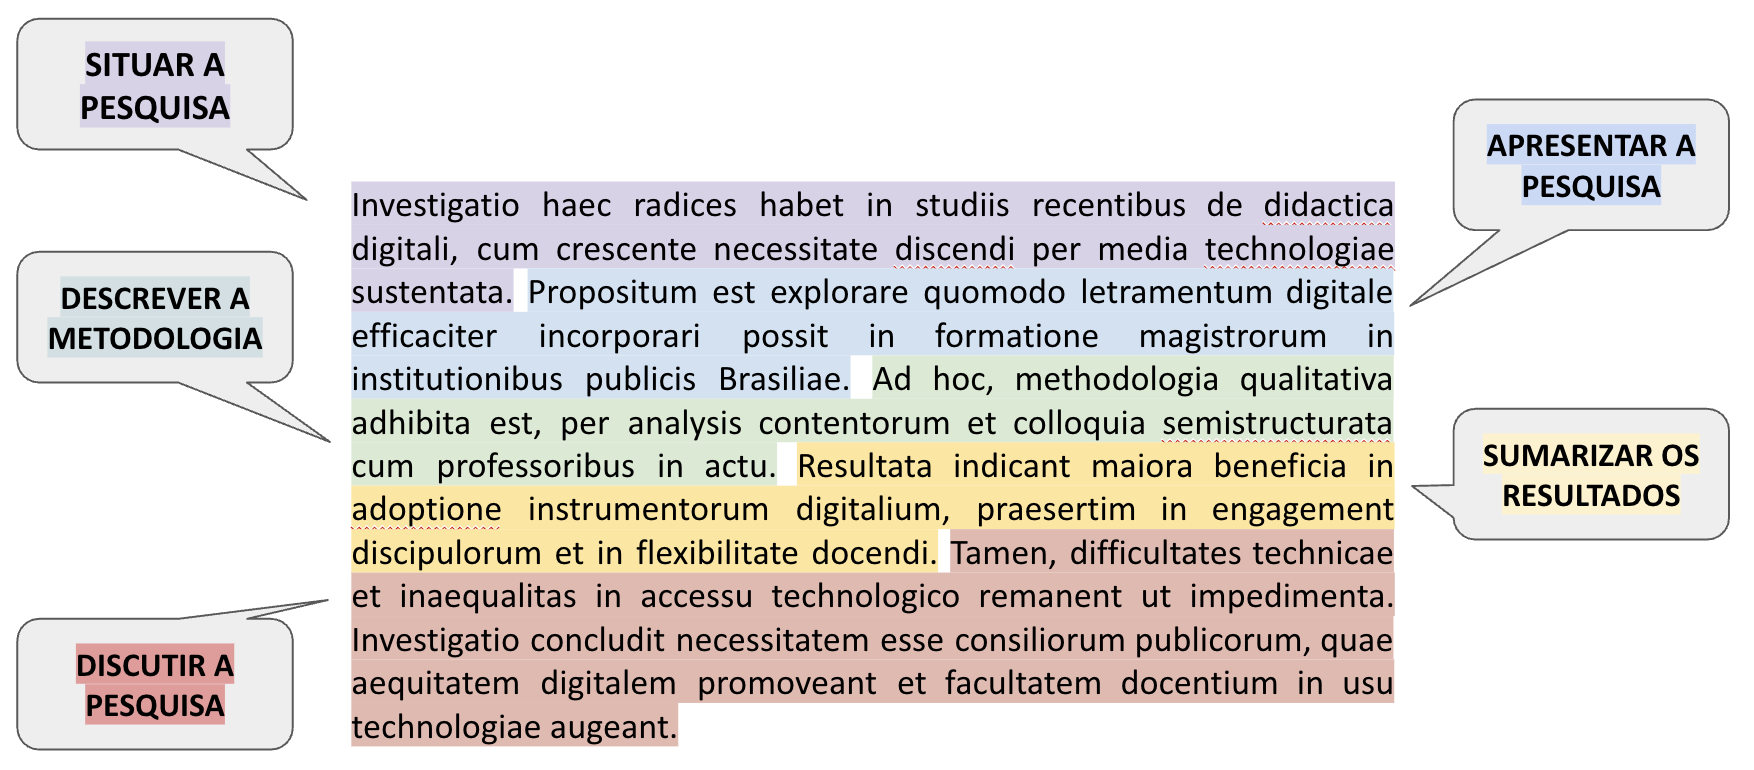 SITUAR A
PESQUISA
APRESENTAR A
PESQUISA
Investigatio haec radices habet in studiis recentibus de didactica
digitali, cum crescente necessitate discendi per media technologiae
sustentata. Propositum est explorare quomodo letramentum digitale
efficaciter incorporari possit in formatione magistrorum in
institutionibus publicis Brasiliae. Ad hoc, methodologia qualitativa
adhibita est, per analysis contentorum et colloquia semistructurata
cum professoribus in actu. Resultata indicant maiora beneficia in
adoptione instrumentorum digitalium, praesertim in engagement
discipulorum et in flexibilitate docendi. Tamen, difficultates technicae
et inaequalitas in accessu technologico remanent ut impedimenta.
Investigatio concludit necessitatem esse consiliorum publicorum, quae
aequitatem digitalem promoveant et facultatem docentium in usu
technologiae augeant.
DESCREVER A
METODOLOGIA
SUMARIZAR OS
RESULTADOS
DISCUTIR A
PESQUISA